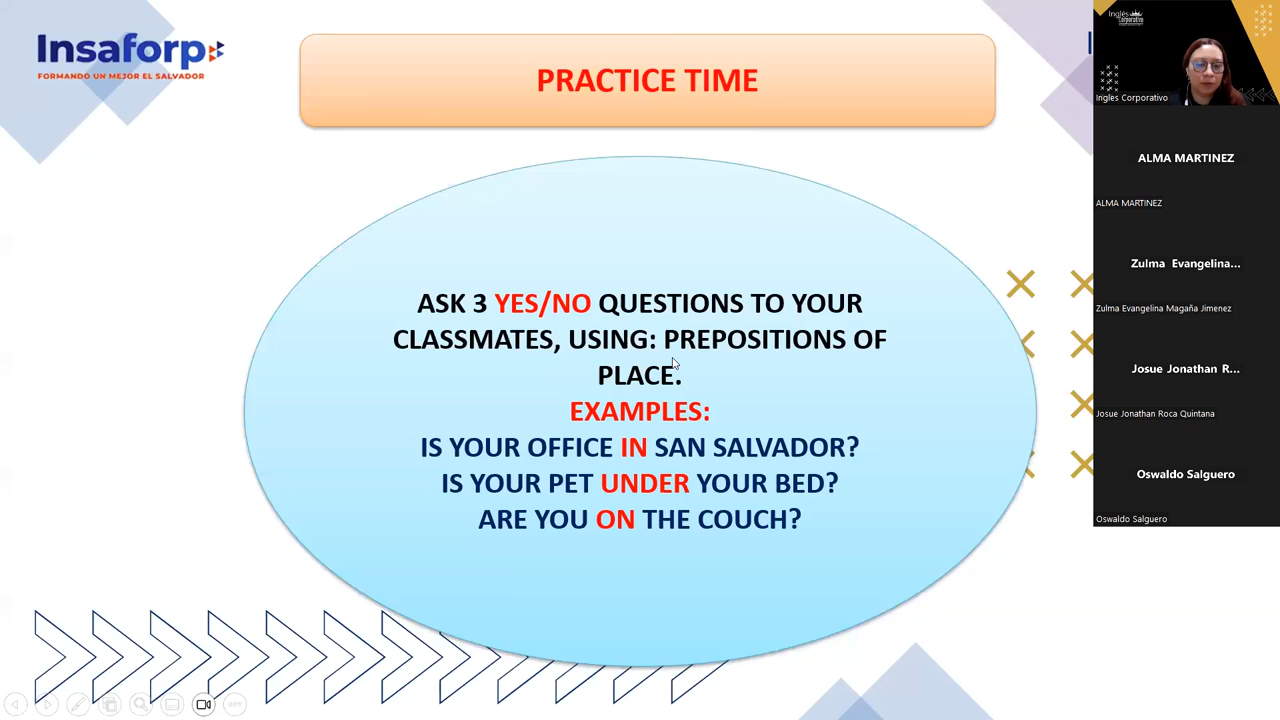 Insaforp
FORMANDO UN MEJOR EL SALVADOR
PRACTICE TIME
ASK 3 YES/NO QUESTIONS TO YOUR
CLASSMATES, USING: PREPOSITIONS OF
PLACE.
EXAMPLES:
IS YOUR OFFICE IN SAN SALVADOR?
IS YOUR PET UNDER YOUR BED?
ARE YOU ON THE COUCH?
Inglés
Corporativo
Ingles Corporativo
ALMA MARTINEZ
ALMA MARTINEZ
Zulma Evangelina...
Zulma Evangelina Magaña Jimenez
Josue Jonathan R...
Josue Jonathan Roca Quintana
Oswaldo Salguero
Oswaldo Salguero